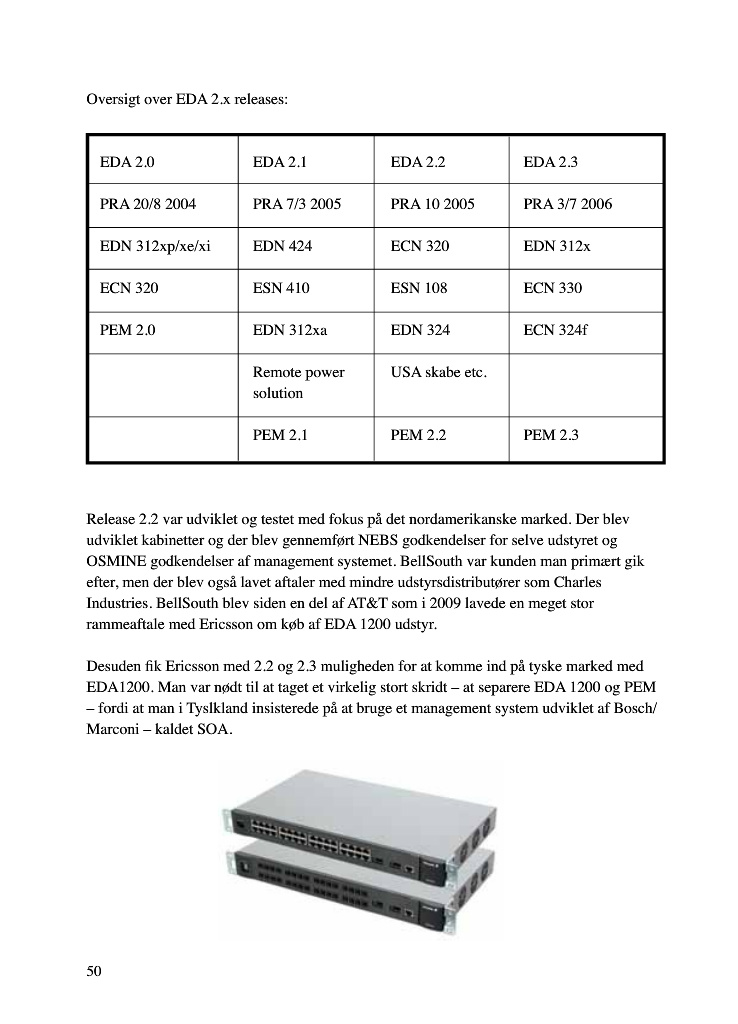 Oversigt over EDA 2.x releases:
EDA 2.0 EDA 2.1 EDA 2.2 EDA 2.3
PRA 20/8 2004 PRA 7/3 2005 PRA 10 2005 PRA 3/7 2006
EDN 312xp/xe/xi EDN 424 ECN 320 EDN 312x
ECN 320 ESN 410 ESN 108 ECN 330
PEM 2.0 EDN 312xa EDN 324 ECN 324f
Remote power USA skabe etc.
solution
PEM 2.1 PEM 2.2 PEM 2.3
Release 2.2 var udviklet og testet med fokus på det nordamerikanske marked. Der blev
udviklet kabinetter og der blev gennemført NEBS godkendelser for selve udstyret og
OSMINE godkendelser af management systemet. BellSouth var kunden man primært gik
efter, men der blev også lavet aftaler med mindre udstyrsdistributører som Charles
Industries. BellSouth blev siden en del af AT&T som i 2009 lavede en meget stor
rammeaftale med Ericsson om køb af EDA 1200 udstyr.
Desuden fik Ericsson med 2.2 og 2.3 muligheden for at komme ind på tyske marked med
EDA1200. Man var nødt til at taget et virkelig stort skridt – at separere EDA 1200 og PEM
– fordi at man i Tyslkland insisterede på at bruge et management system udviklet af Bosch/
Marconi – kaldet SOA.
50